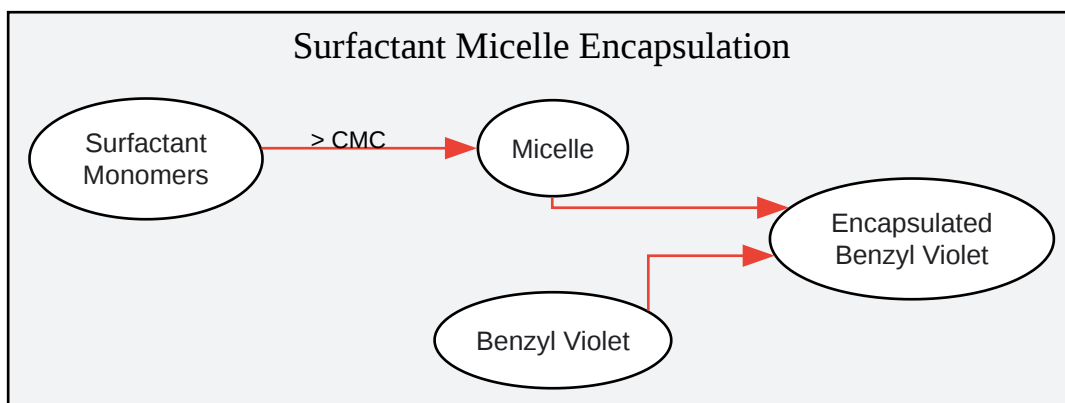 Surfactant Micelle Encapsulation
Surfactant
Monomers
> CMC
Micelle
Encapsulated
Benzyl Violet
Benzyl Violet